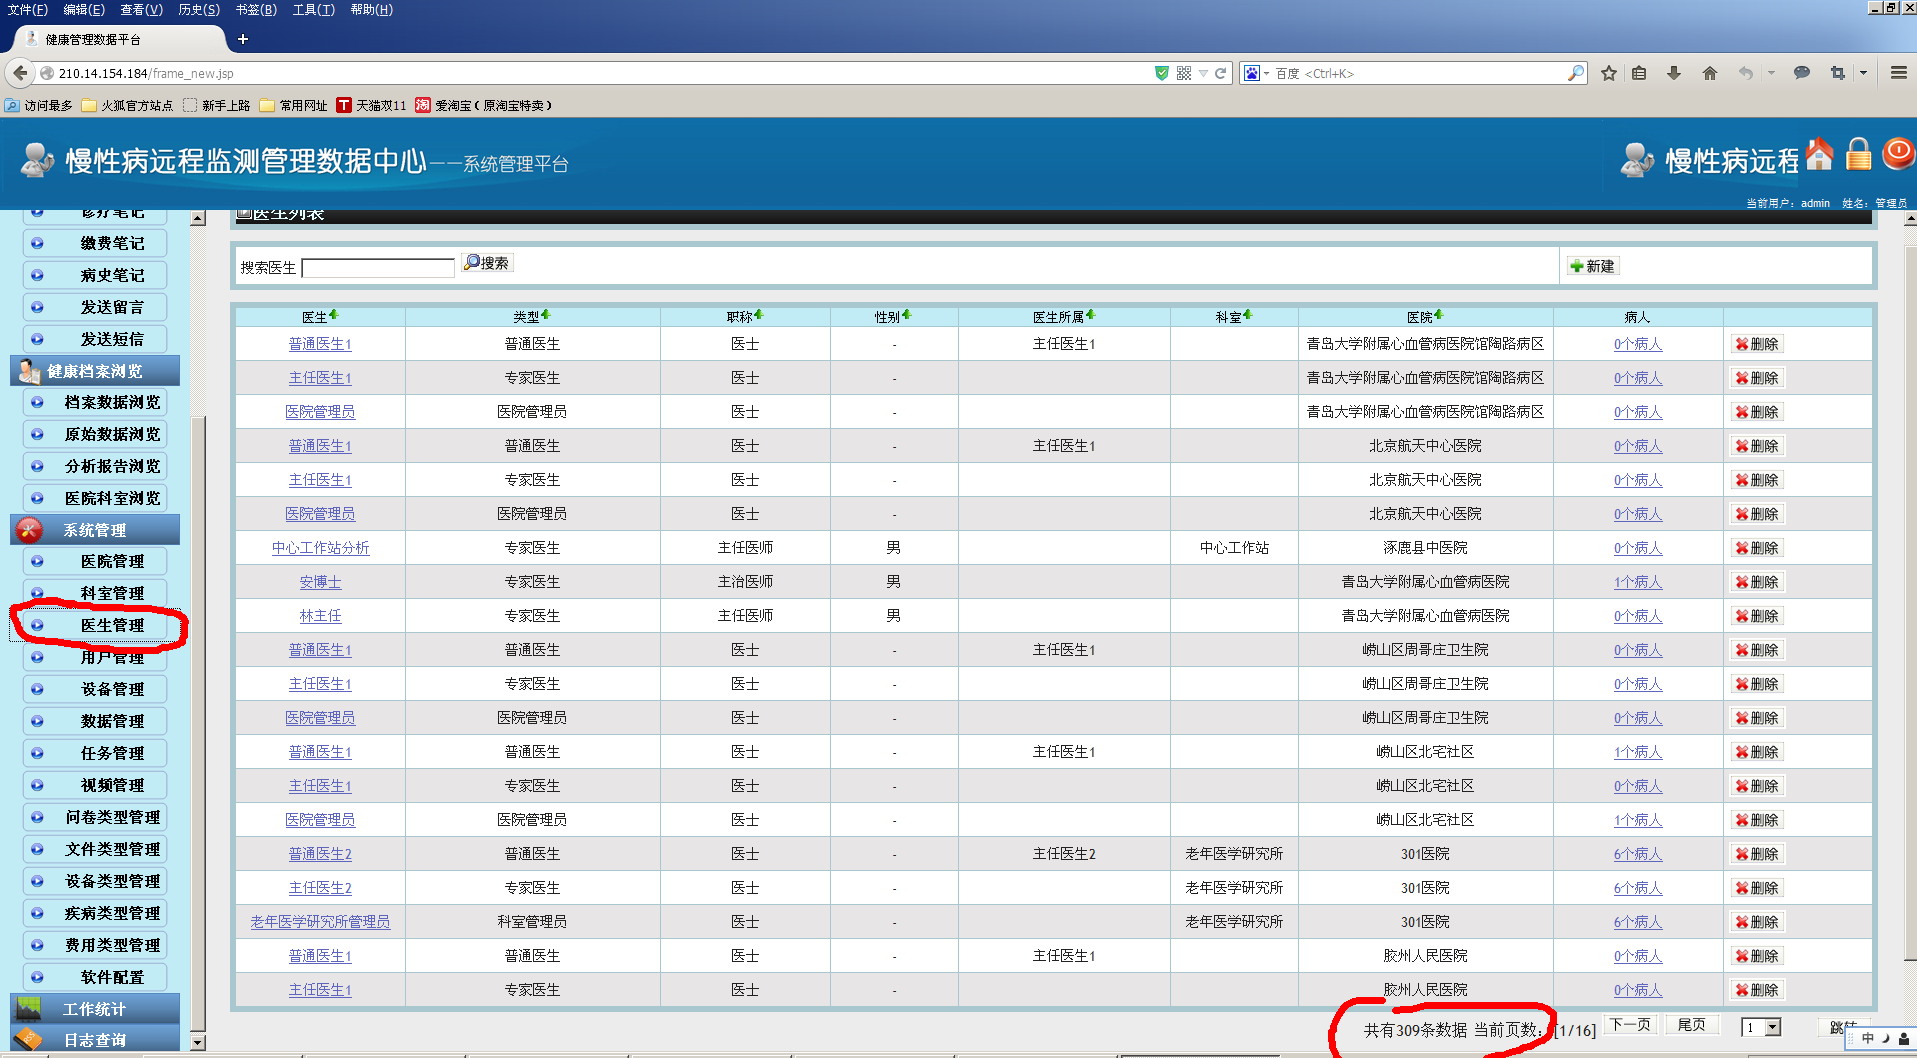 文件(F) 编辑(E) 查看(V) 历史(S) 书签(B) 工具(T) 帮助(H)
健康管理数据平台
210.14.154.184/frame_new.jsp
百度 <Ctrl+K>
访问最多 火狐官方站点 新手上路 常用网址 天猫双11 爱淘宝（原淘宝特卖）
慢性病远程监测管理数据中心——系统管理平台
慢性病远程
当前用户：admin 姓名：管理员
诊疗笔记
缴费笔记
病史笔记
发送留言
发送短信
健康档案浏览
档案数据浏览
原始数据浏览
分析报告浏览
医院科室浏览
系统管理
医院管理
科室管理
医生管理
用户管理
设备管理
数据管理
任务管理
视频管理
问卷类型管理
文件类型管理
设备类型管理
疾病类型管理
费用类型管理
软件配置
工作统计
日志查询
医生列表
搜索医生 搜索 新建
医生 类型 职称 性别 医生所属 科室 医院 病人
普通医生1 普通医生 医士 - 主任医生1 青岛大学附属心血管病医院馆陶路病区 0个病人 删除
主任医生1 专家医生 医士 - 青岛大学附属心血管病医院馆陶路病区 0个病人 删除
医院管理员 医院管理员 医士 - 青岛大学附属心血管病医院馆陶路病区 0个病人 删除
普通医生1 普通医生 医士 - 主任医生1 北京航天中心医院 0个病人 删除
主任医生1 专家医生 医士 - 北京航天中心医院 0个病人 删除
医院管理员 医院管理员 医士 - 北京航天中心医院 0个病人 删除
中心工作站分析 专家医生 主任医师 男 中心工作站 涿鹿县中医院 0个病人 删除
安博士 专家医生 主治医师 男 青岛大学附属心血管病医院 1个病人 删除
林主任 专家医生 主任医师 男 青岛大学附属心血管病医院 0个病人 删除
普通医生1 普通医生 医士 - 主任医生1 崂山区周哥庄卫生院 0个病人 删除
主任医生1 专家医生 医士 - 崂山区周哥庄卫生院 0个病人 删除
医院管理员 医院管理员 医士 - 崂山区周哥庄卫生院 0个病人 删除
普通医生1 普通医生 医士 - 主任医生1 崂山区北宅社区 1个病人 删除
主任医生1 专家医生 医士 - 崂山区北宅社区 0个病人 删除
医院管理员 医院管理员 医士 - 崂山区北宅社区 1个病人 删除
普通医生2 普通医生 医士 - 主任医生2 老年医学研究所 301医院 6个病人 删除
主任医生2 专家医生 医士 - 老年医学研究所 301医院 6个病人 删除
老年医学研究所管理员 科室管理员 医士 - 老年医学研究所 301医院 6个病人 删除
普通医生1 普通医生 医士 - 主任医生1 胶州人民医院 0个病人 删除
主任医生1 专家医生 医士 - 胶州人民医院 0个病人 删除
共有309条数据 当前页数：[1/16] 下一页 尾页 1 跳转
中